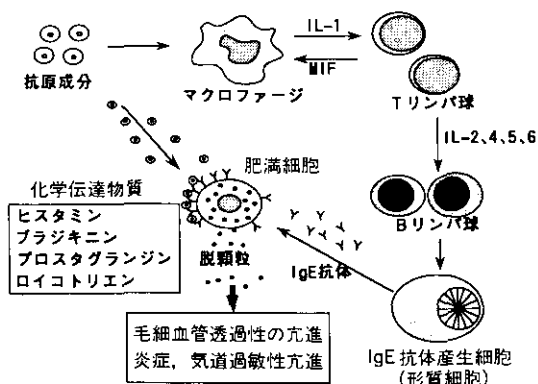 抗原成分
マクロファージ
IL-1
MIF
Tリンパ球
IL-2、4、5、6
Bリンパ球
IgE抗体産生細胞
(形質細胞)
IgE抗体
肥満細胞
脱顆粒
化学伝達物質
ヒスタミン
ブラジキニン
プロスタグランジン
ロイコトリエン
毛細血管透過性の亢進
炎症，気道過敏性亢進